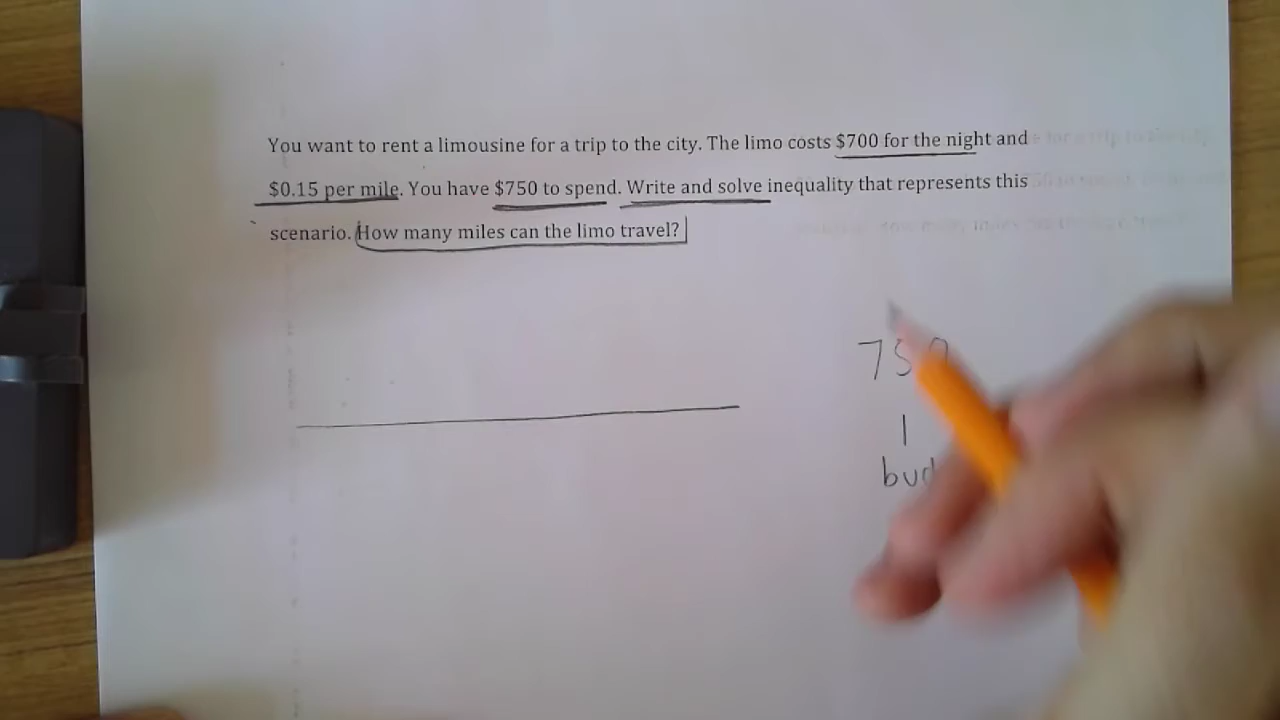 You want to rent a limousine for a trip to the city. The limo costs $700 for the night and
$0.15 per mile. You have $750 to spend. Write and solve inequality that represents this
scenario. How many miles can the limo travel?
750